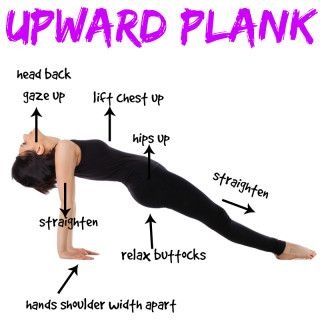 UPWARD PLANK
head back
gaze up
lift chest up
hips up
straighten
straighten
relax buttocks
hands shoulder width apart